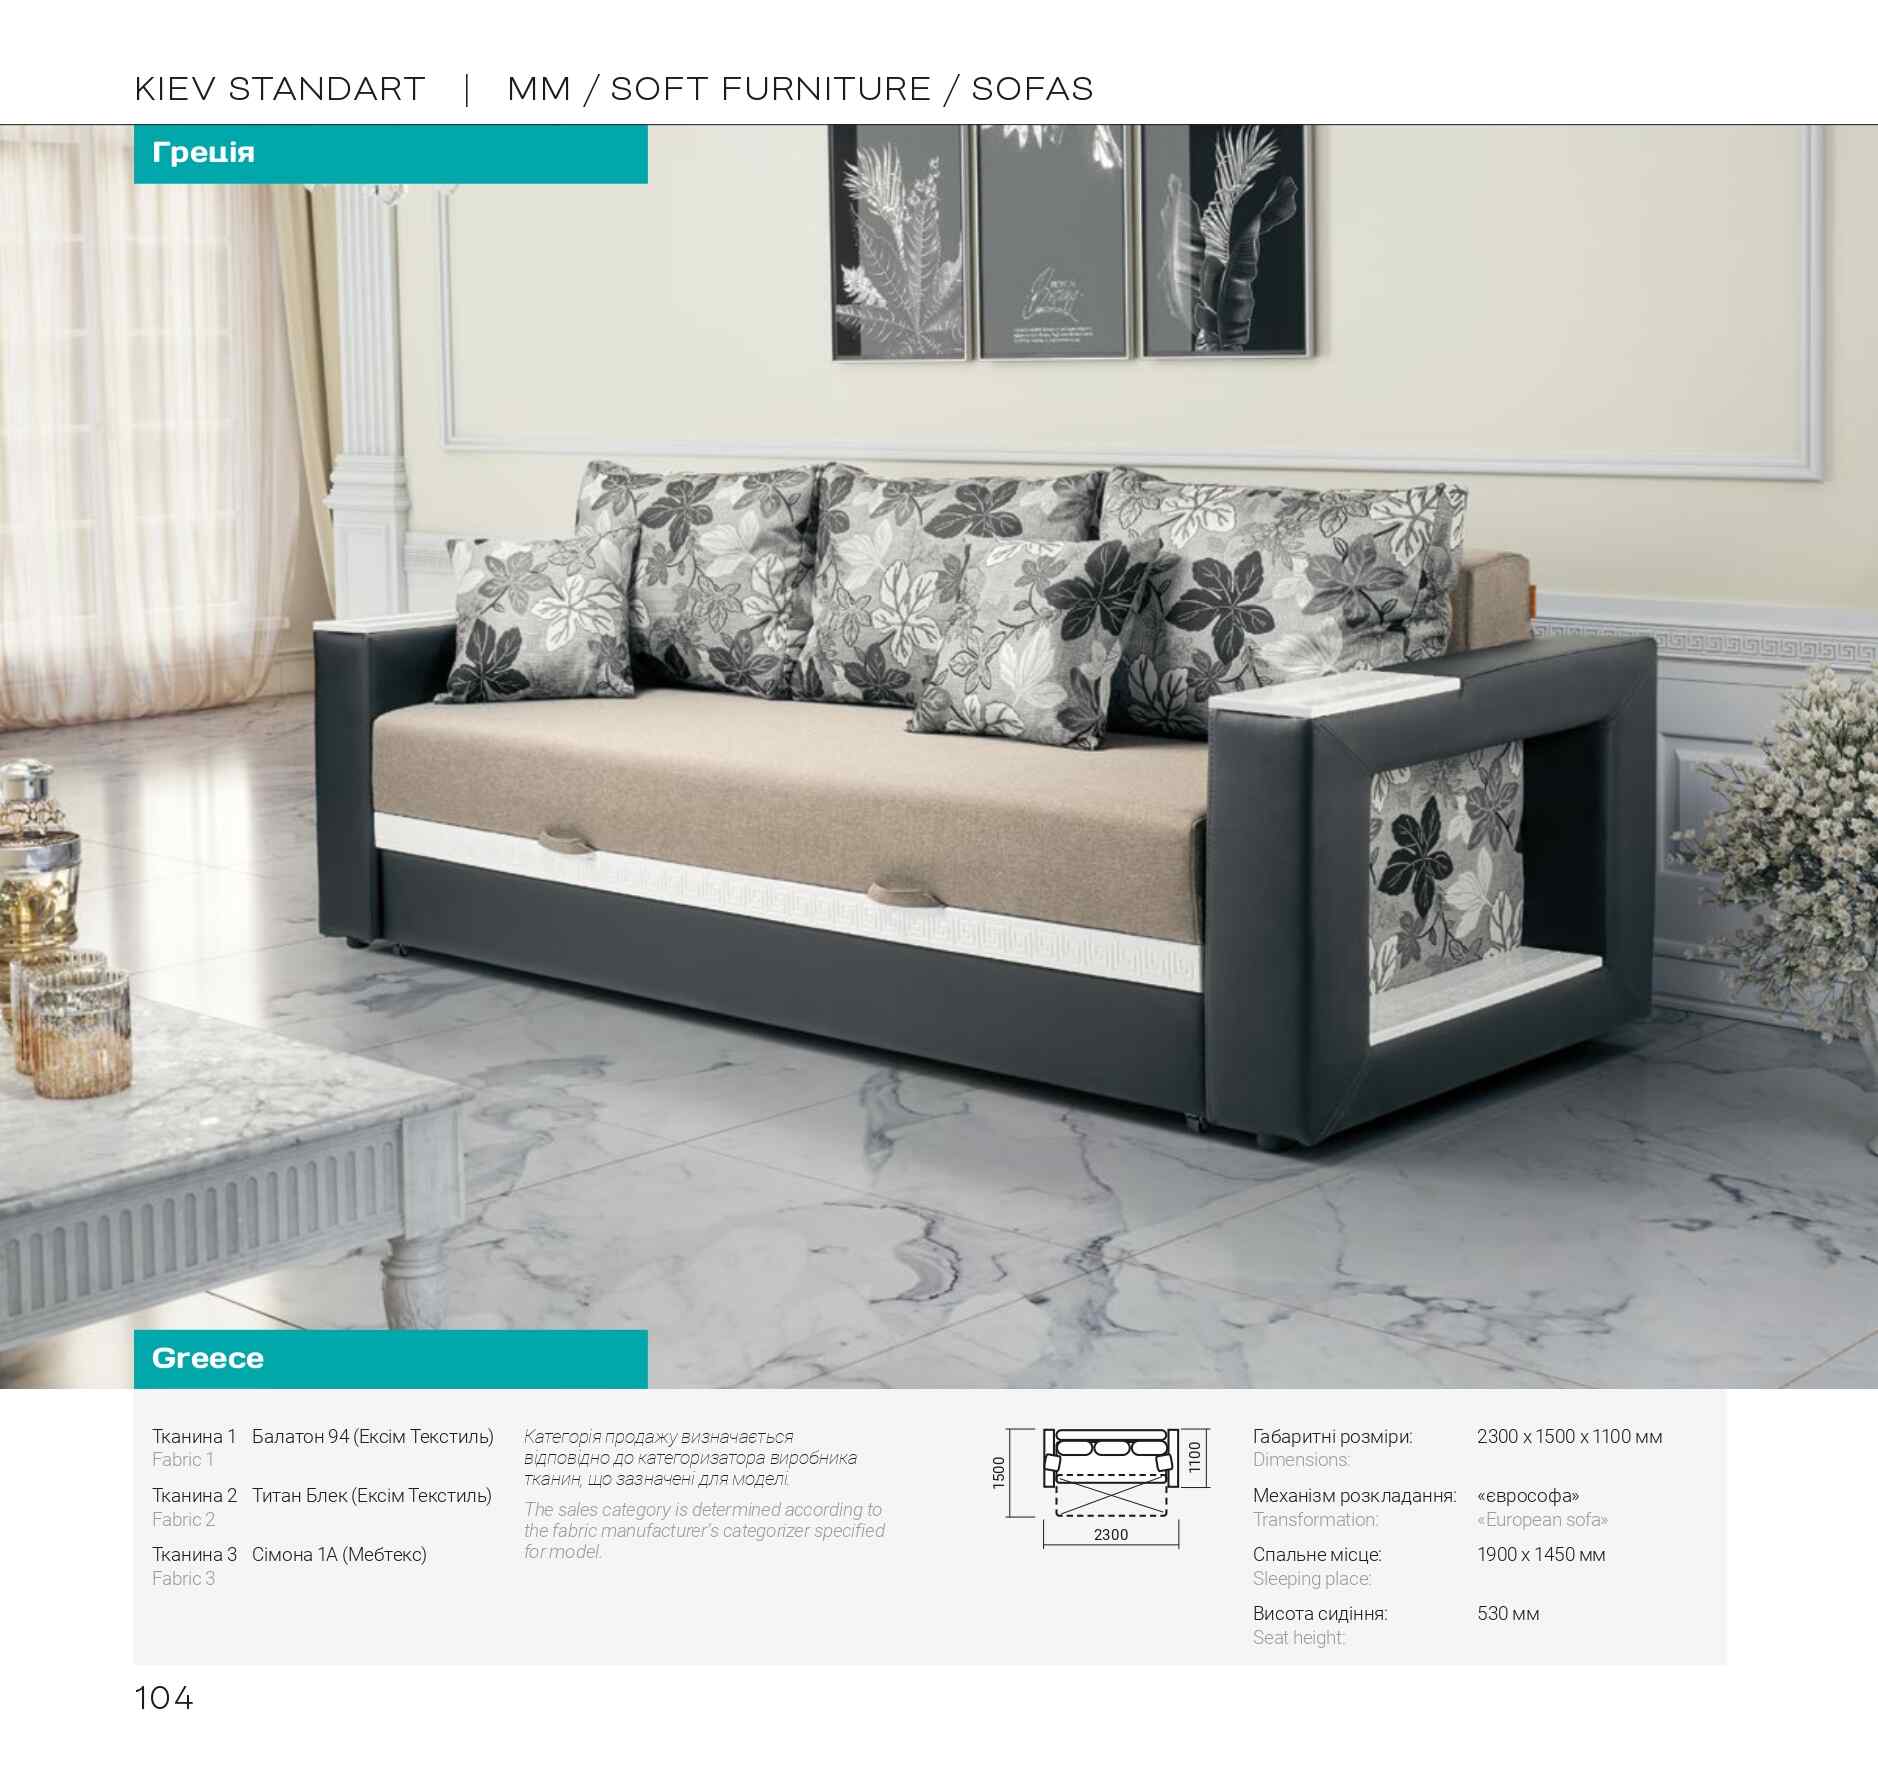 KIEV STANDART | MM / SOFT FURNITURE / SOFAS
Греція
Greece
Тканина 1 Балатон 94 (Ексім Текстиль)
Fabric 1
Тканина 2 Титан Блек (Ексім Текстиль)
Fabric 2
Тканина 3 Сімона 1А (Мебтекс)
Fabric 3
Категорія продажу визначається
відповідно до категоризатора виробника
тканин, що зазначені для моделі.
The sales category is determined according to
the fabric manufacturer's categorizer specified
for model.
1500
1100
2300
Габаритні розміри: 2300 x 1500 x 1100 мм
Dimensions:
Механізм розкладання: «єврософа»
Transformation: «European sofa»
Спальне місце: 1900 x 1450 мм
Sleeping place:
Висота сидіння: 530 мм
Seat height:
104